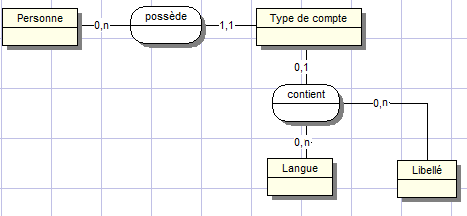 Personne 0,n possède 1,1 Type de compte
0,1
contient 0,n
0,n
Langue Libellé